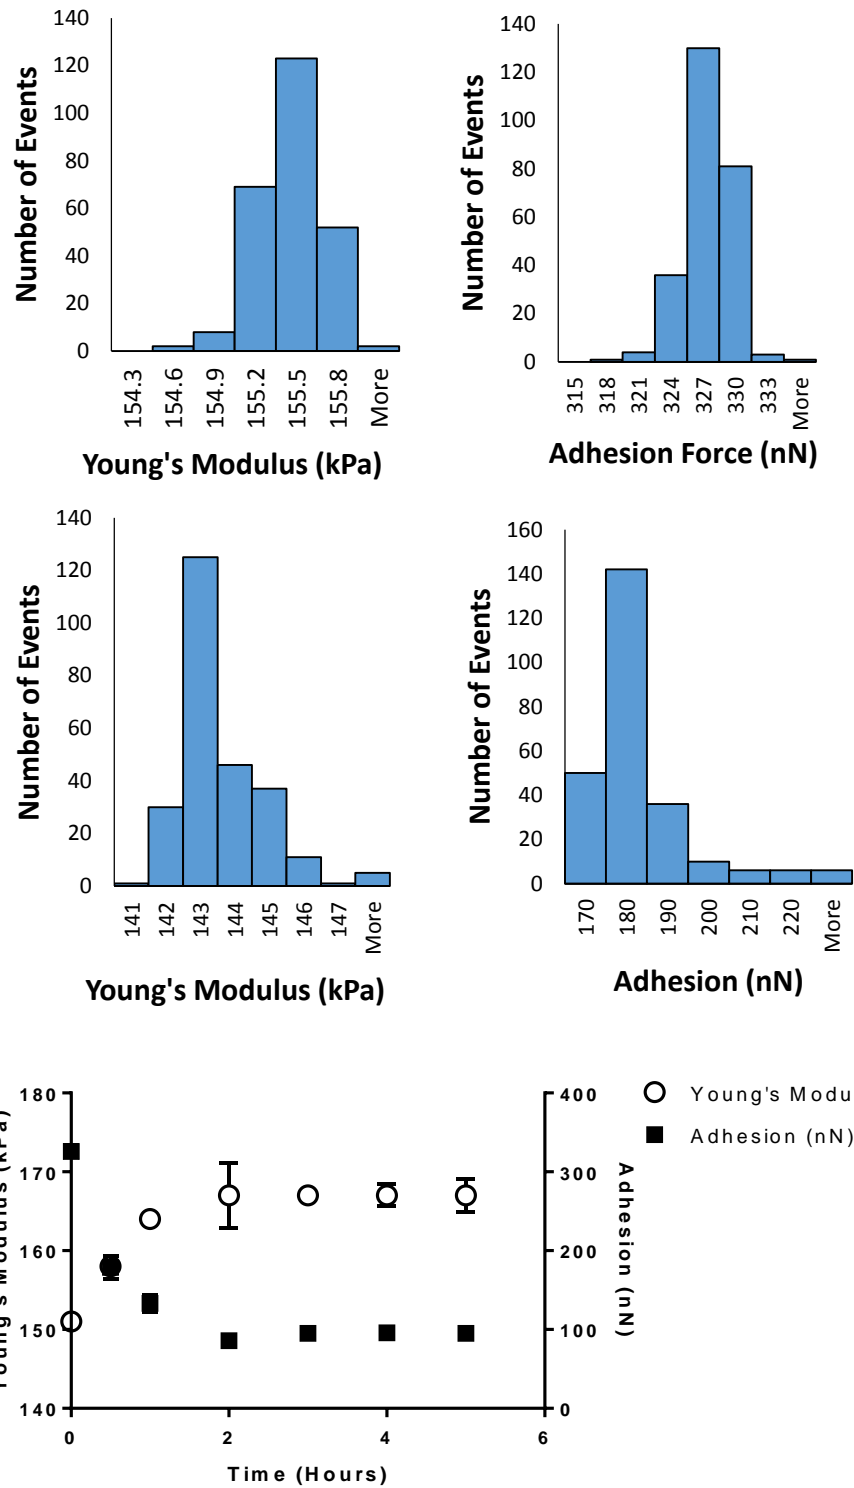 140
120
100
80
60
40
20
0
Number of Events
154.3 154.6 154.9 155.2 155.5 155.8 More
Young's Modulus (kPa)
140
120
100
80
60
40
20
0
Number of Events
315 318 321 324 327 330 333 More
Adhesion Force (nN)
140
120
100
80
60
40
20
0
Number of Events
141 142 143 144 145 146 147 More
Young's Modulus (kPa)
160
140
120
100
80
60
40
20
0
Number of Events
170 180 190 200 210 220 More
Adhesion (nN)
180
170
160
150
140
Young's Modulus (kPa)
0 2 4 6
Time (Hours)
400
300
200
100
0
Adhesion (nN)
Young's Modu
Adhesion (nN)